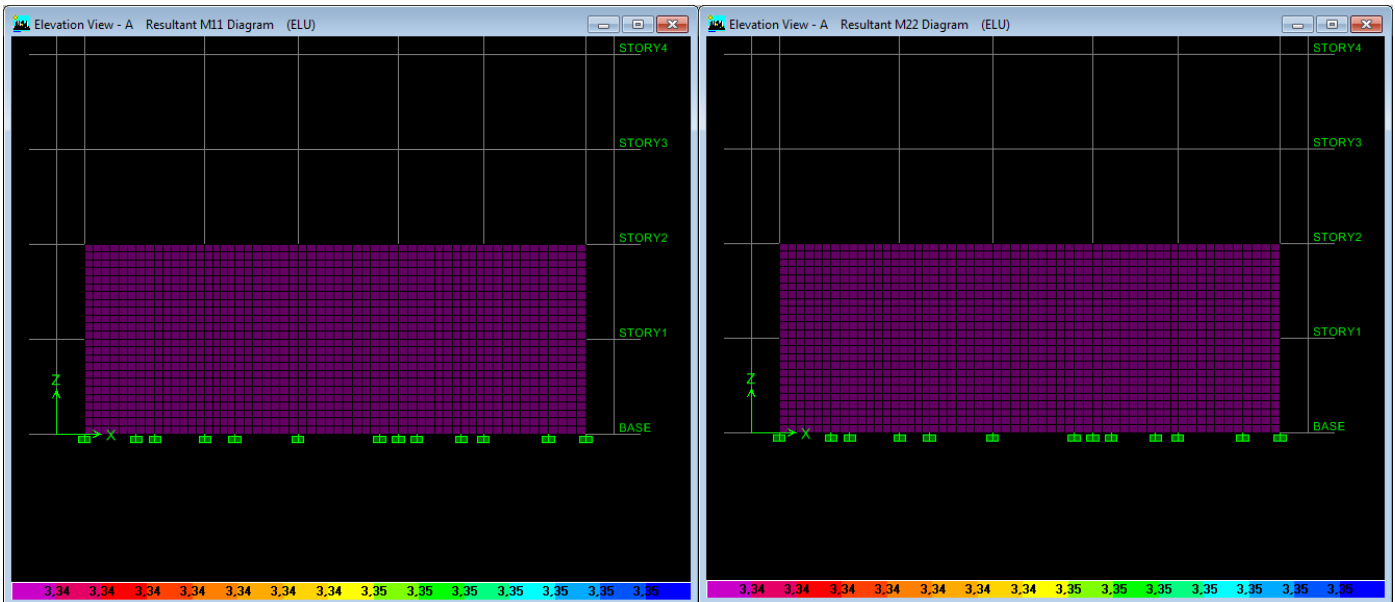 Elevation View - A Resultant M11 Diagram (ELU)
STORY4
STORY3
STORY2
STORY1
Z
X
BASE
3,34 3,34 3,34 3,34 3,34 3,34 3,34 3,35 3,35 3,35 3,35 3,35 3,35 3,35
Elevation View - A Resultant M22 Diagram (ELU)
STORY4
STORY3
STORY2
STORY1
Z
X
BASE
3,34 3,34 3,34 3,34 3,34 3,34 3,34 3,35 3,35 3,35 3,35 3,35 3,35 3,35